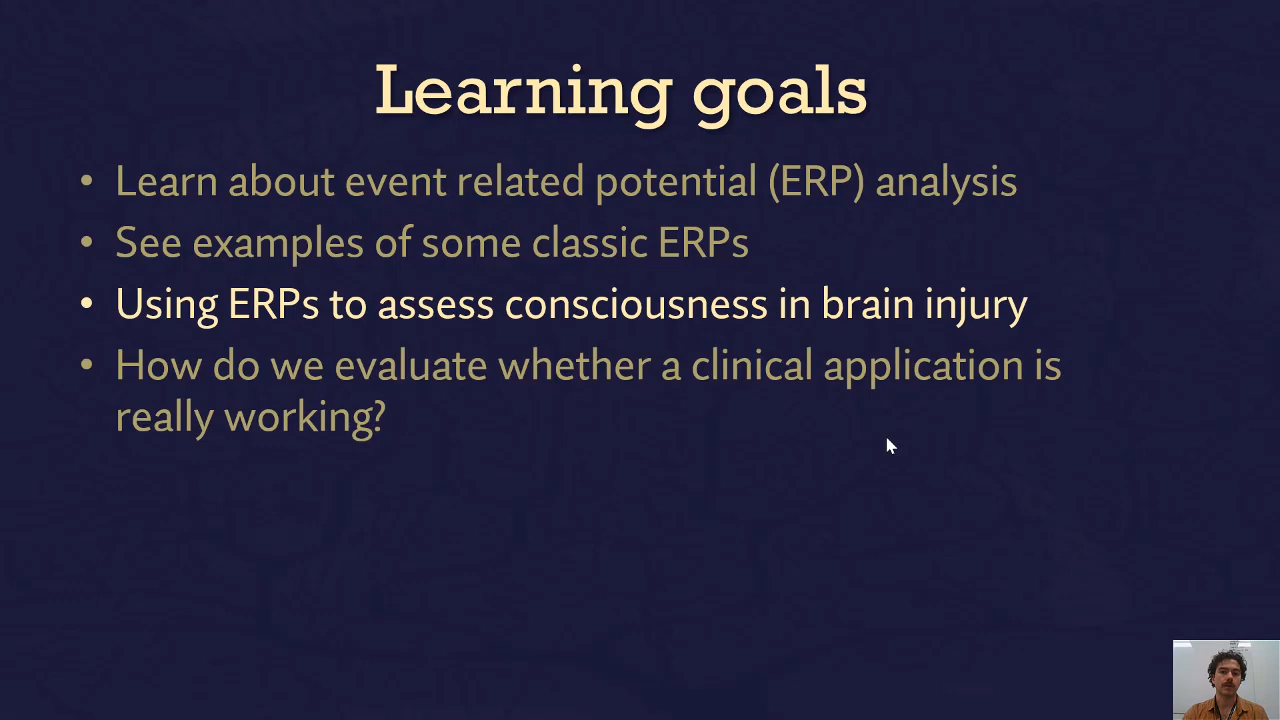 Learning goals
• Learn about event related potential (ERP) analysis
• See examples of some classic ERPs
• Using ERPs to assess consciousness in brain injury
• How do we evaluate whether a clinical application is
really working?